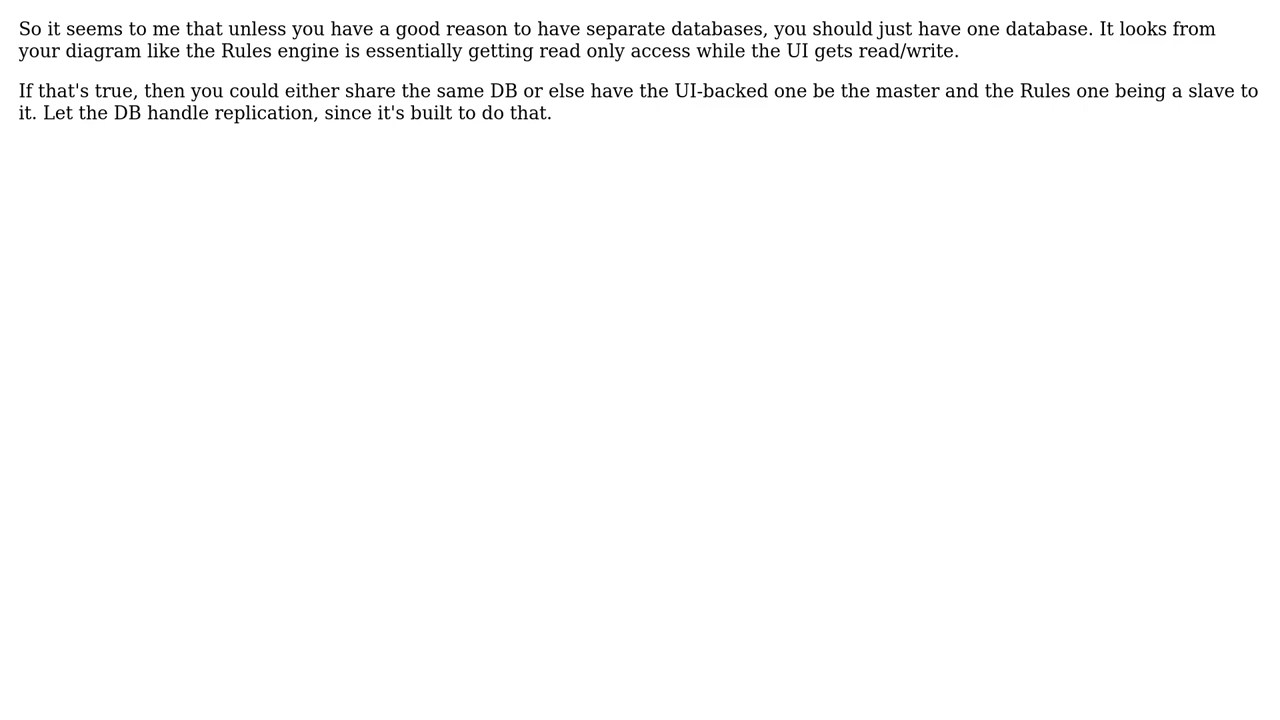 So it seems to me that unless you have a good reason to have separate databases, you should just have one database. It looks from
your diagram like the Rules engine is essentially getting read only access while the UI gets read/write.
If that's true, then you could either share the same DB or else have the UI-backed one be the master and the Rules one being a slave to
it. Let the DB handle replication, since it's built to do that.